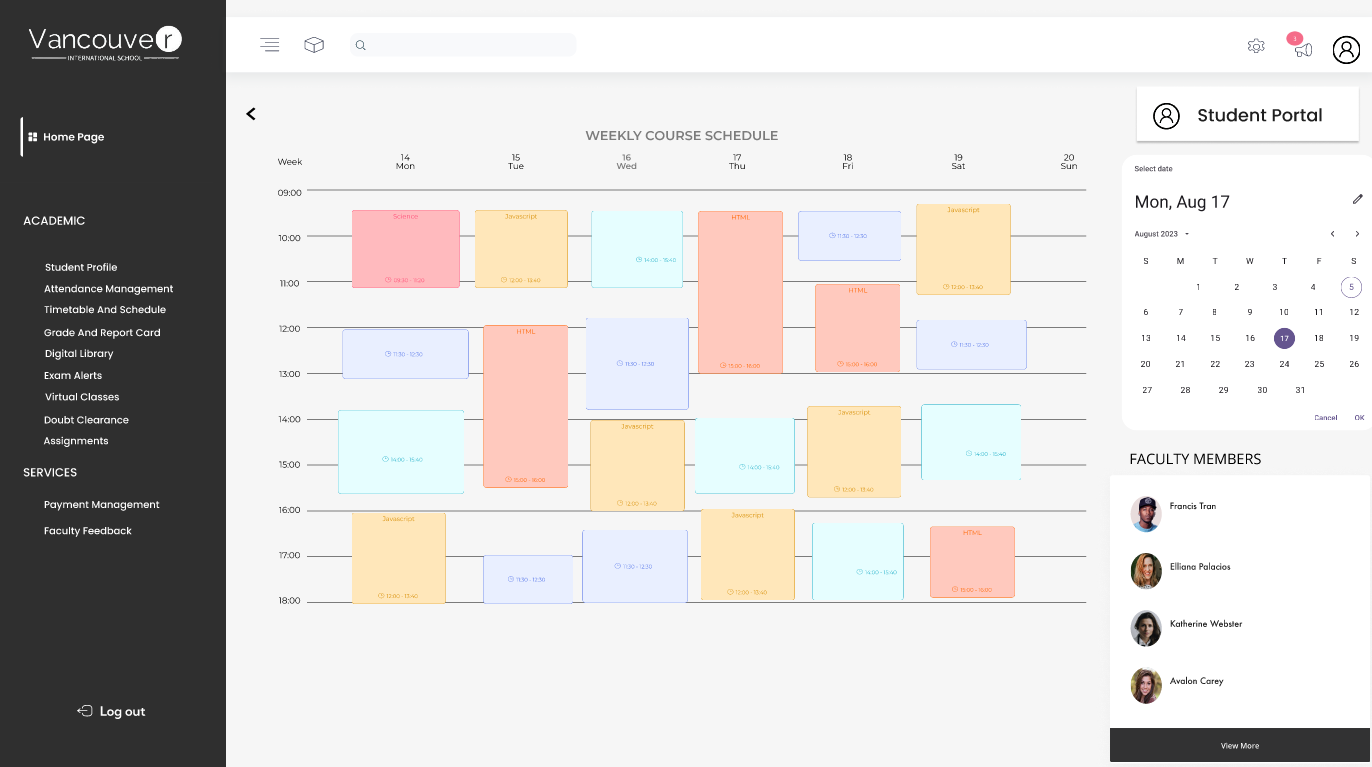 Vancouver
INTERNATIONAL SCHOOL
Home Page
ACADEMIC
Student Profile
Attendance Management
Timetable And Schedule
Grade And Report Card
Digital Library
Exam Alerts
Virtual Classes
Doubt Clearance
Assignments
SERVICES
Payment Management
Faculty Feedback
Log out
1
WEEKLY COURSE SCHEDULE
Week
14 Mon
15 Tue
16 Wed
17 Thu
18 Fri
19 Sat
20 Sun
09:00
10:00
11:00
12:00
13:00
14:00
15:00
16:00
17:00
18:00
Science
11:30 - 12:30
14:00 - 15:40
Javascript
12:00 - 13:40
Javascript
12:00 - 13:40
HTML
15:00 - 16:00
11:30 - 12:30
14:00 - 15:40
11:30 - 12:30
Javascript
12:00 - 13:40
11:30 - 12:30
HTML
15:00 - 16:00
14:00 - 15:40
Javascript
12:00 - 13:40
11:30 - 12:30
HTML
15:00 - 16:00
Javascript
12:00 - 13:40
14:00 - 15:40
Javascript
12:00 - 13:40
11:30 - 12:30
14:00 - 15:40
HTML
15:00 - 16:00
Student Portal
Select date
Mon, Aug 17
August 2023
S M T W T F S
1 2 3 4 5
6 7 8 9 10 11 12
13 14 15 16 17 18 19
20 21 22 23 24 25 26
27 28 29 30 31
Cancel OK
FACULTY MEMBERS
Francis Tran
Elliana Palacios
Katherine Webster
Avalon Carey
View More